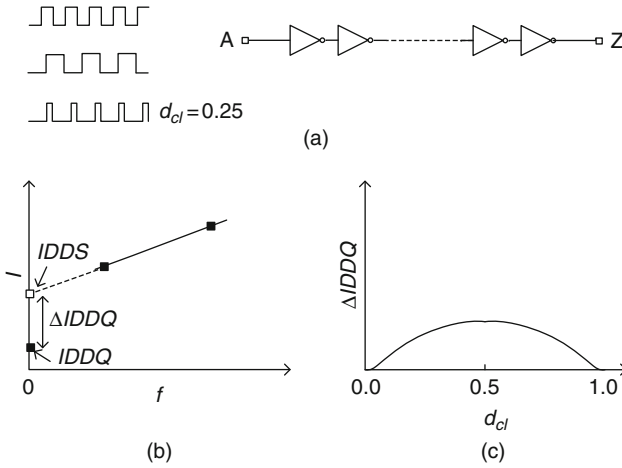 A
Z
d_cl = 0.25
(a)
I
IDDS
ΔIDDQ
IDDQ
0
f
(b)
ΔIDDQ
0.0
0.5
1.0
d_cl
(c)